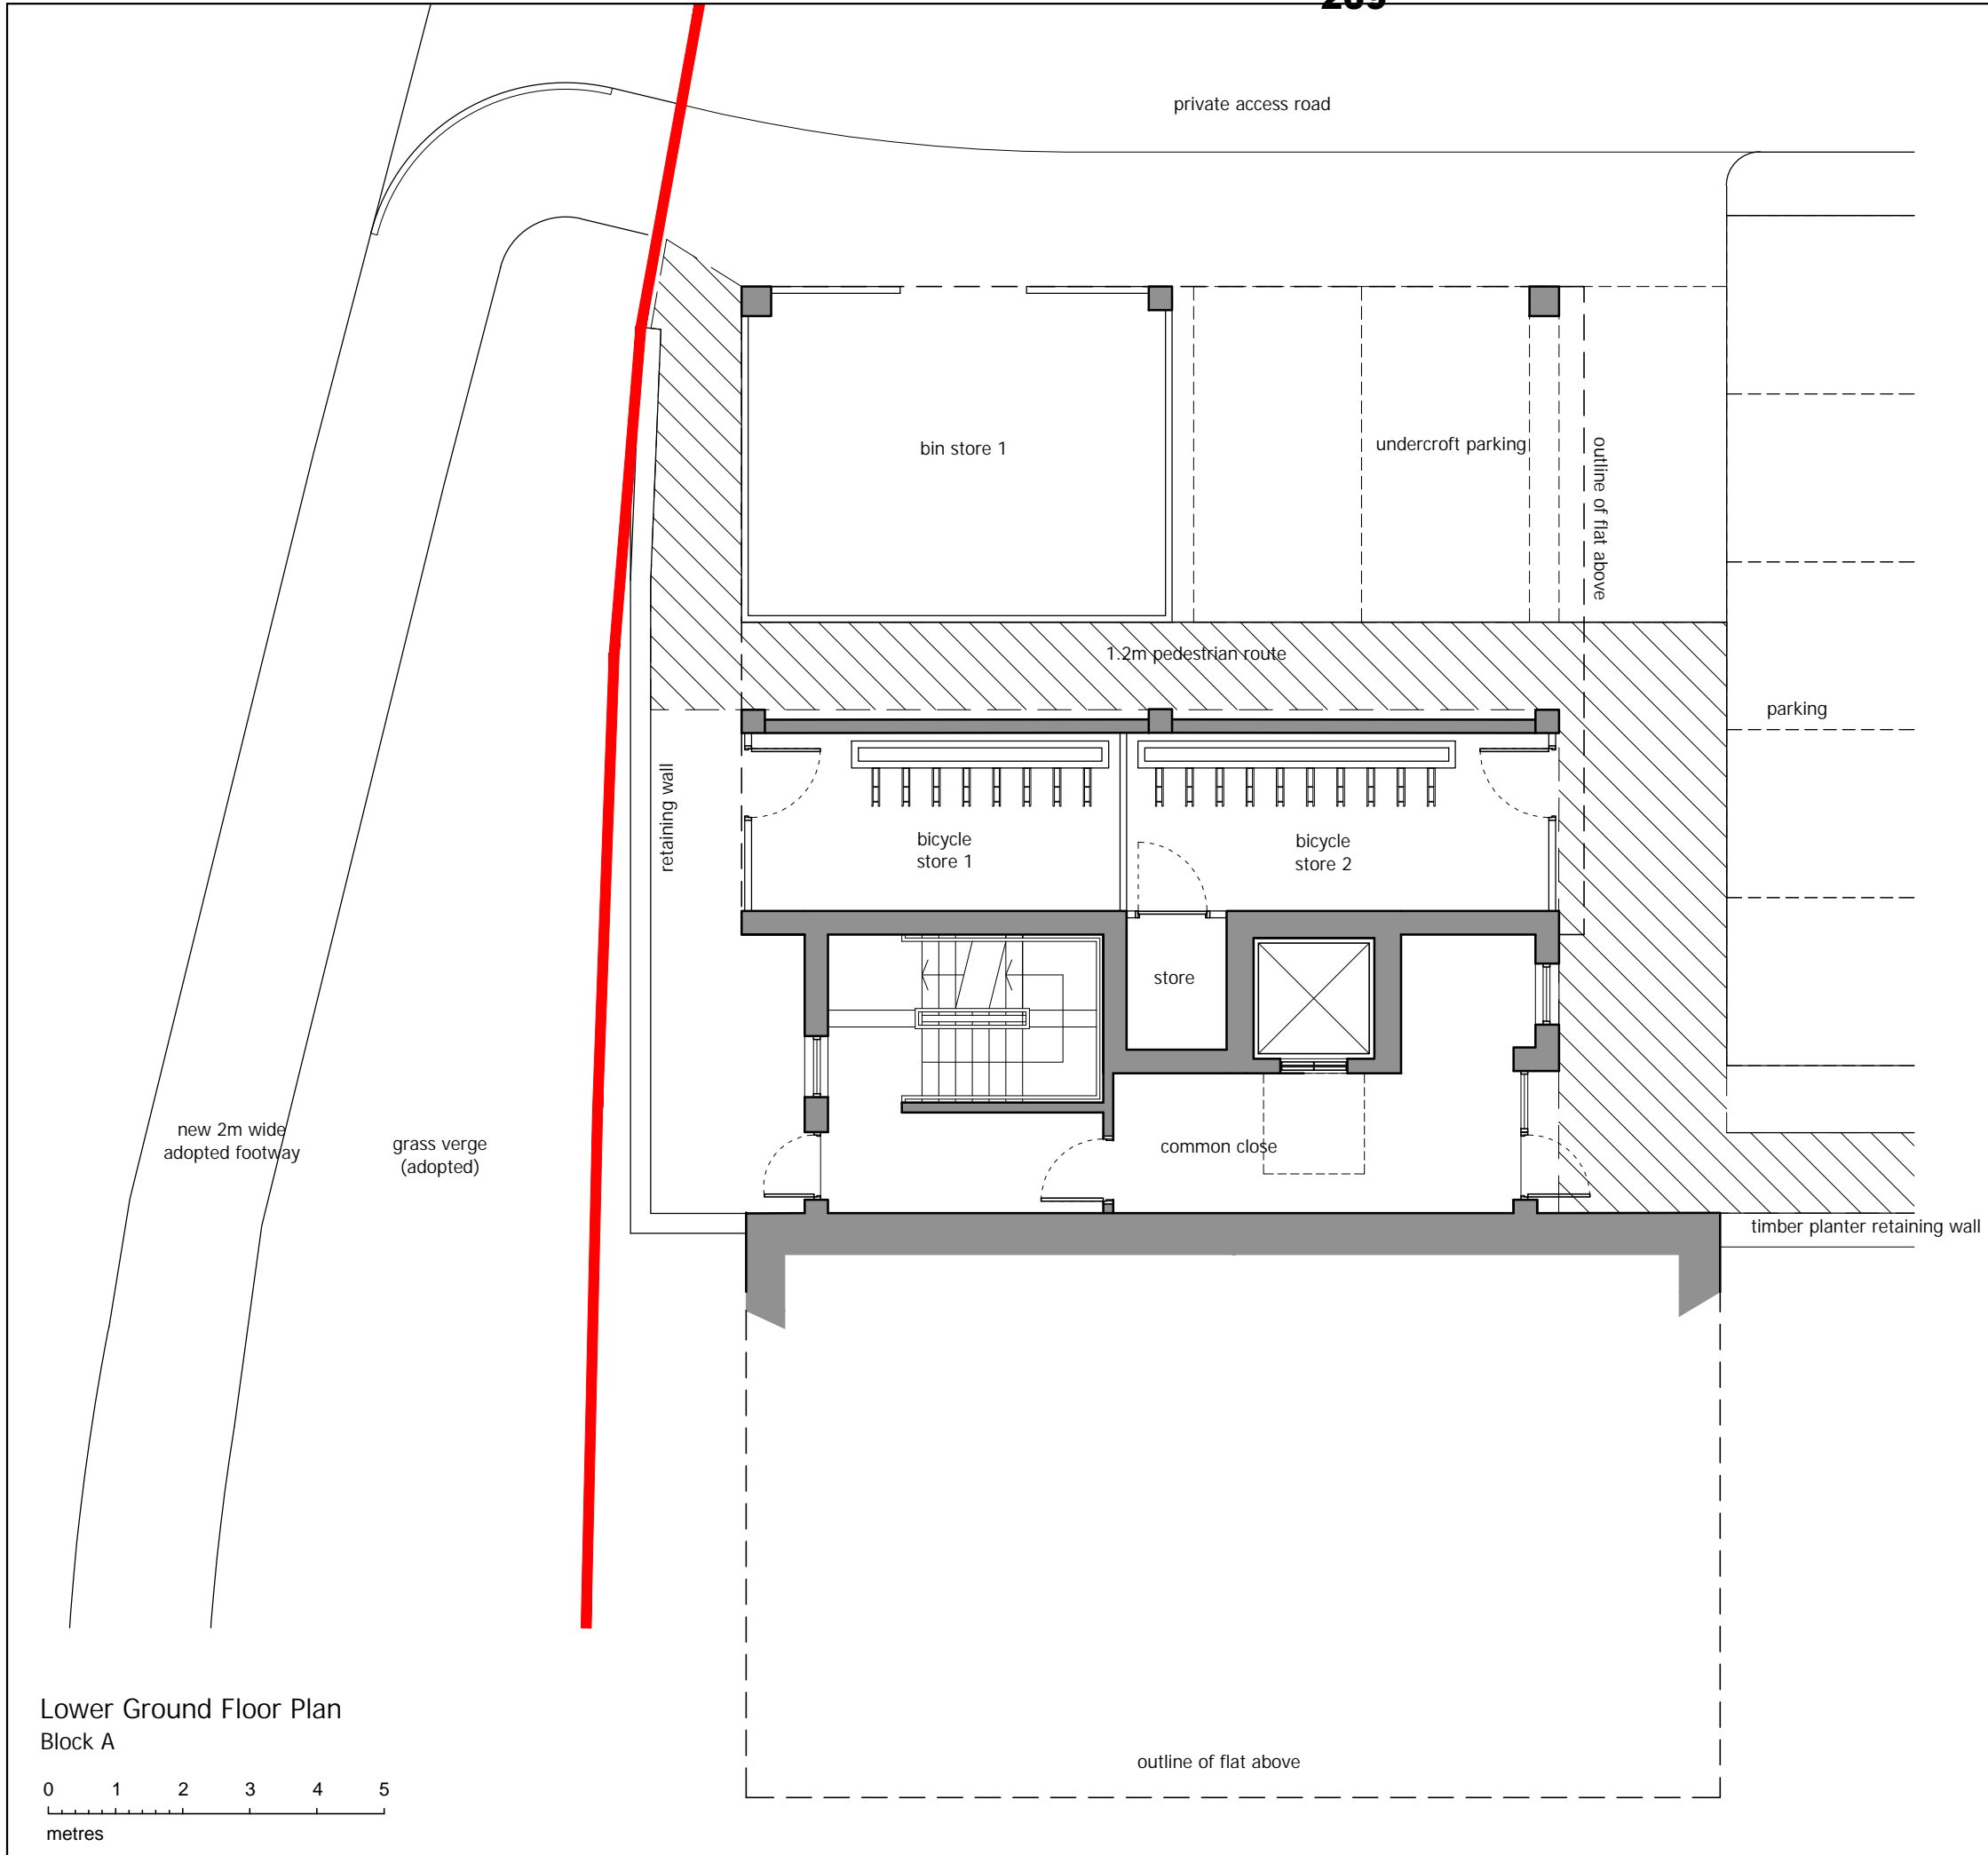 private access road
bin store 1
undercroft parking
outline of flat above
1.2m pedestrian route
parking
retaining wall
bicycle
store 1
bicycle
store 2
store
new 2m wide
adopted footway
grass verge
(adopted)
common close
timber planter retaining wall
outline of flat above
Lower Ground Floor Plan
Block A
0 1 2 3 4 5
metres